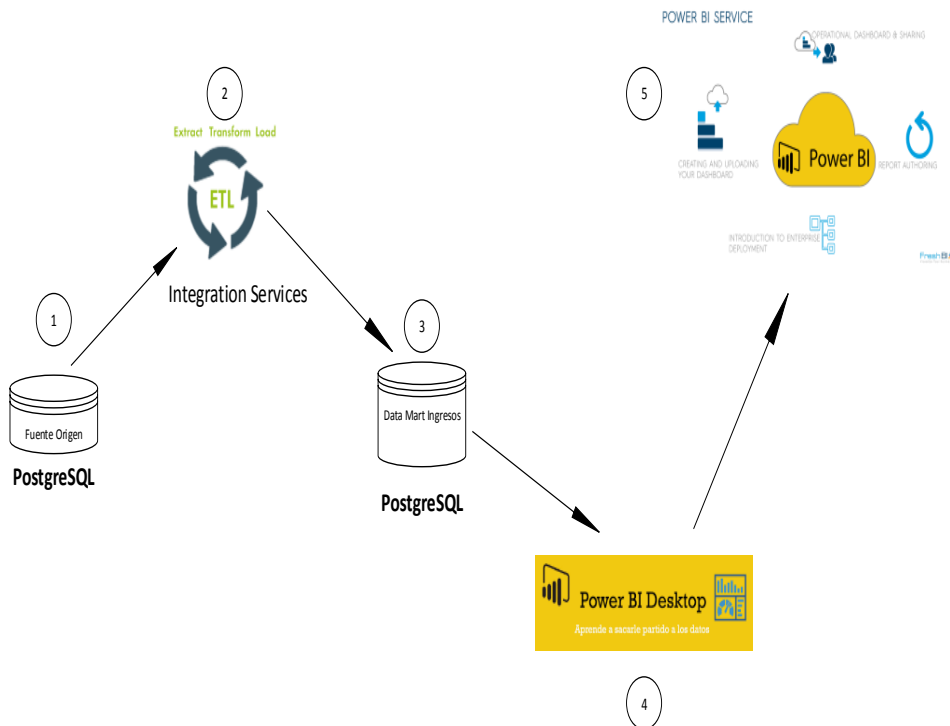 POWER BI SERVICE
OPERATIONAL DASHBOARD & SHARING
5
CREATING AND UPLOADING
YOUR DASHBOARD
Power BI
REPORT AUTHORING
INTRODUCTION TO ENTERPRISE
DEPLOYMENT
FreshBI
2
Extract Transform Load
ETL
Integration Services
1
Fuente Origen
PostgreSQL
3
Data Mart Ingresos
PostgreSQL
Power BI Desktop
Aprende a sacarle partido a los datos
4